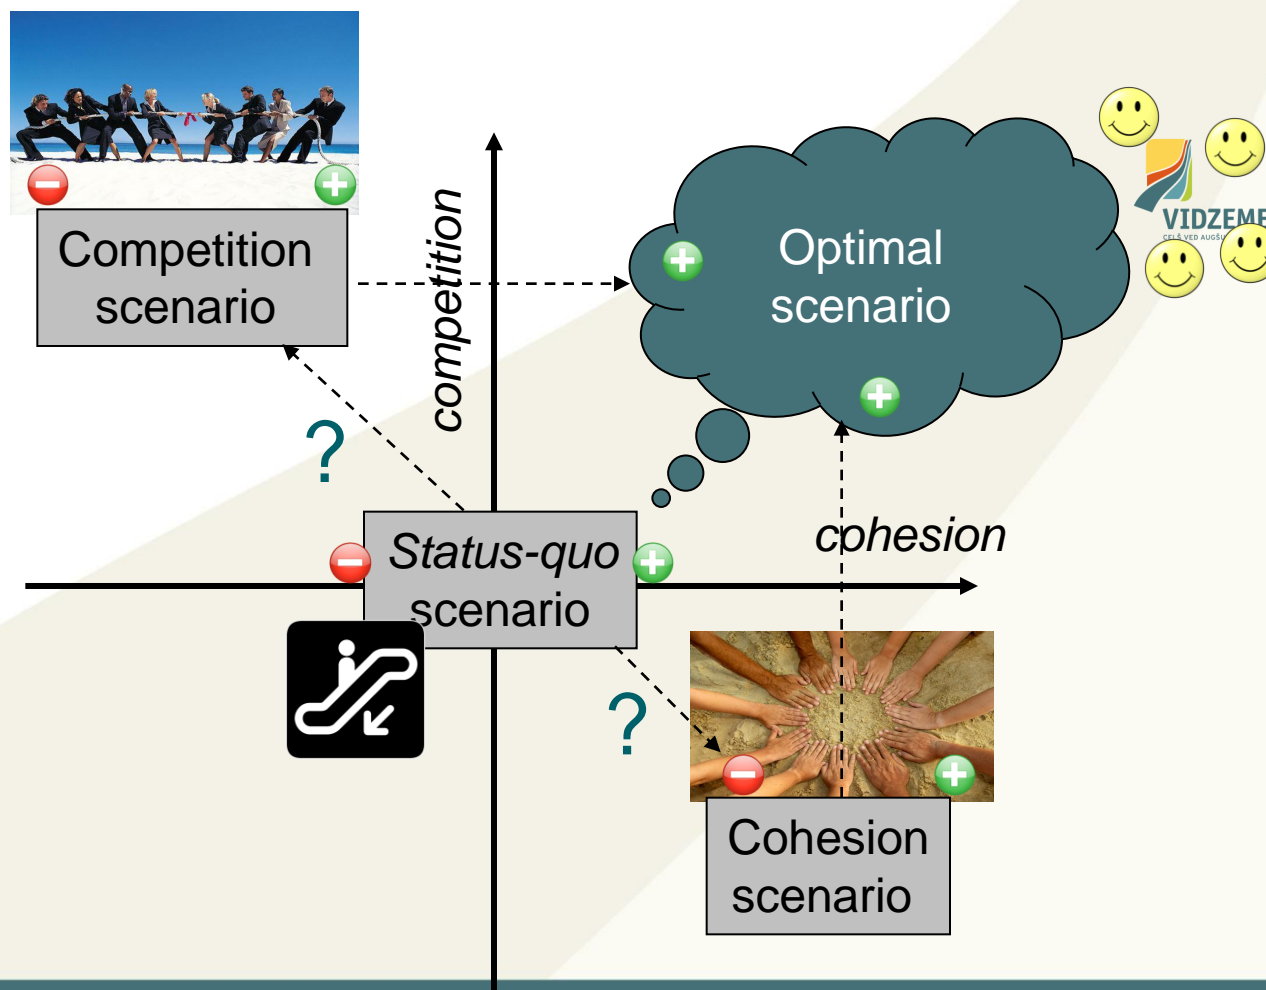 Competition
scenario
competition
Optimal
scenario
VIDZEME
Status-quo
scenario
cohesion
?
?
Cohesion
scenario